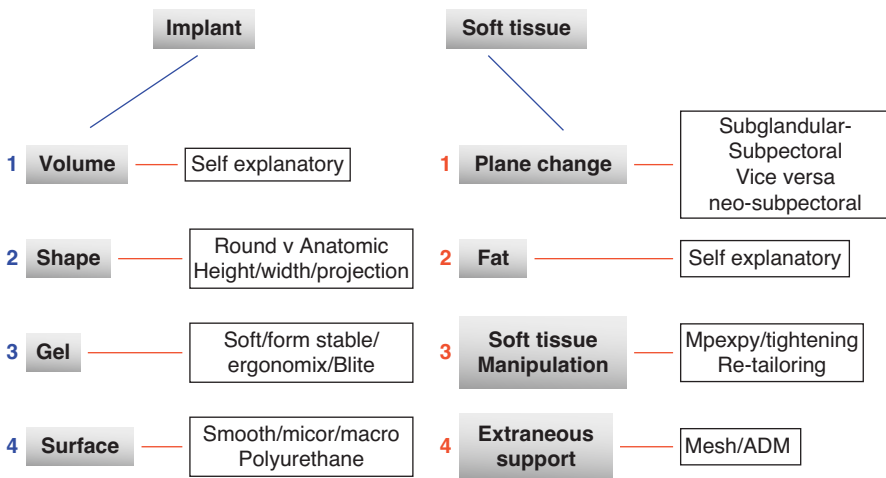 Implant
1 Volume
Self explanatory
2 Shape
Round v Anatomic
Height/width/projection
3 Gel
Soft/form stable/
ergonomix/Blite
4 Surface
Smooth/micor/macro
Polyurethane
Soft tissue
1 Plane change
Subglandular-
Subpectoral
Vice versa
neo-subpectoral
2 Fat
Self explanatory
3 Soft tissue
Manipulation
Mpexpy/tightening
Re-tailoring
4 Extraneous
support
Mesh/ADM